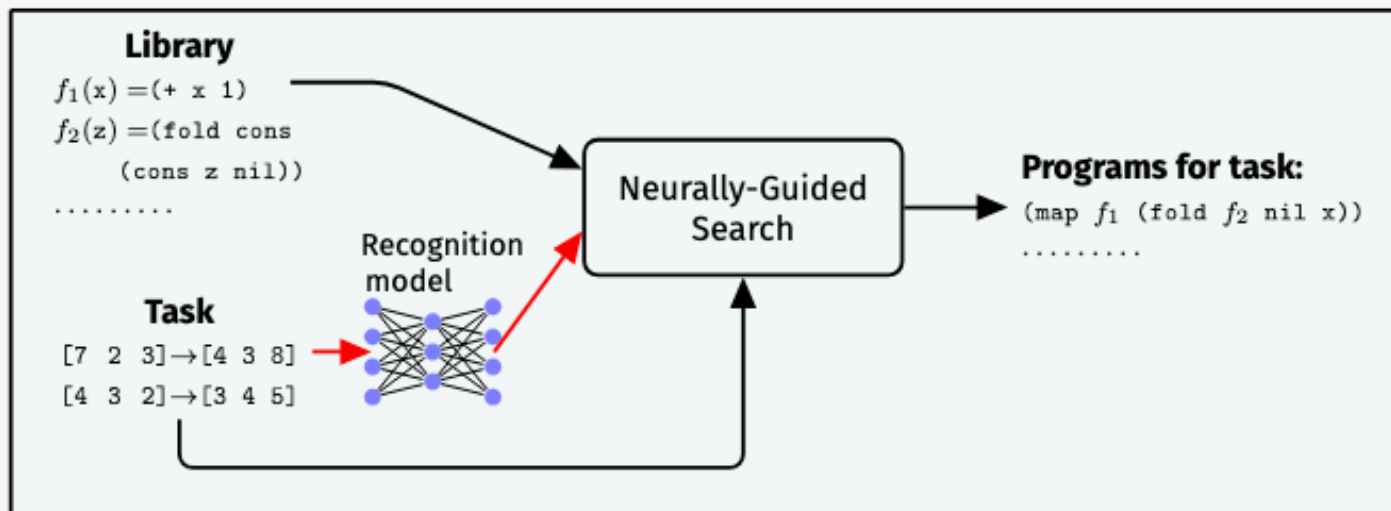 Library
f₁(x) =(+ x 1)
f₂(z) =(fold cons
(cons z nil))
.........
Task
[7 2 3]→[4 3 8]
[4 3 2]→[3 4 5]
Recognition
model
Neurally-Guided
Search
Programs for task:
(map f₁ (fold f₂ nil x))
.........